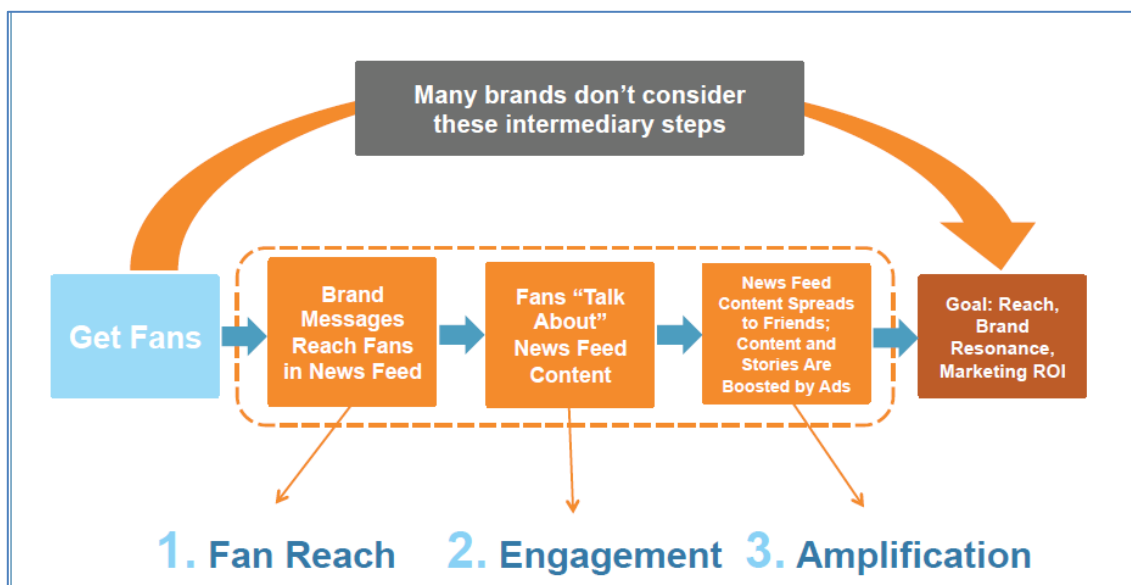 Many brands don’t consider
these intermediary steps
Get Fans
Brand
Messages
Reach Fans
in News Feed
Fans “Talk
About”
News Feed
Content
News Feed
Content Spreads
to Friends;
Content and
Stories Are
Boosted by Ads
Goal: Reach,
Brand
Resonance,
Marketing ROI
1. Fan Reach
2. Engagement
3. Amplification